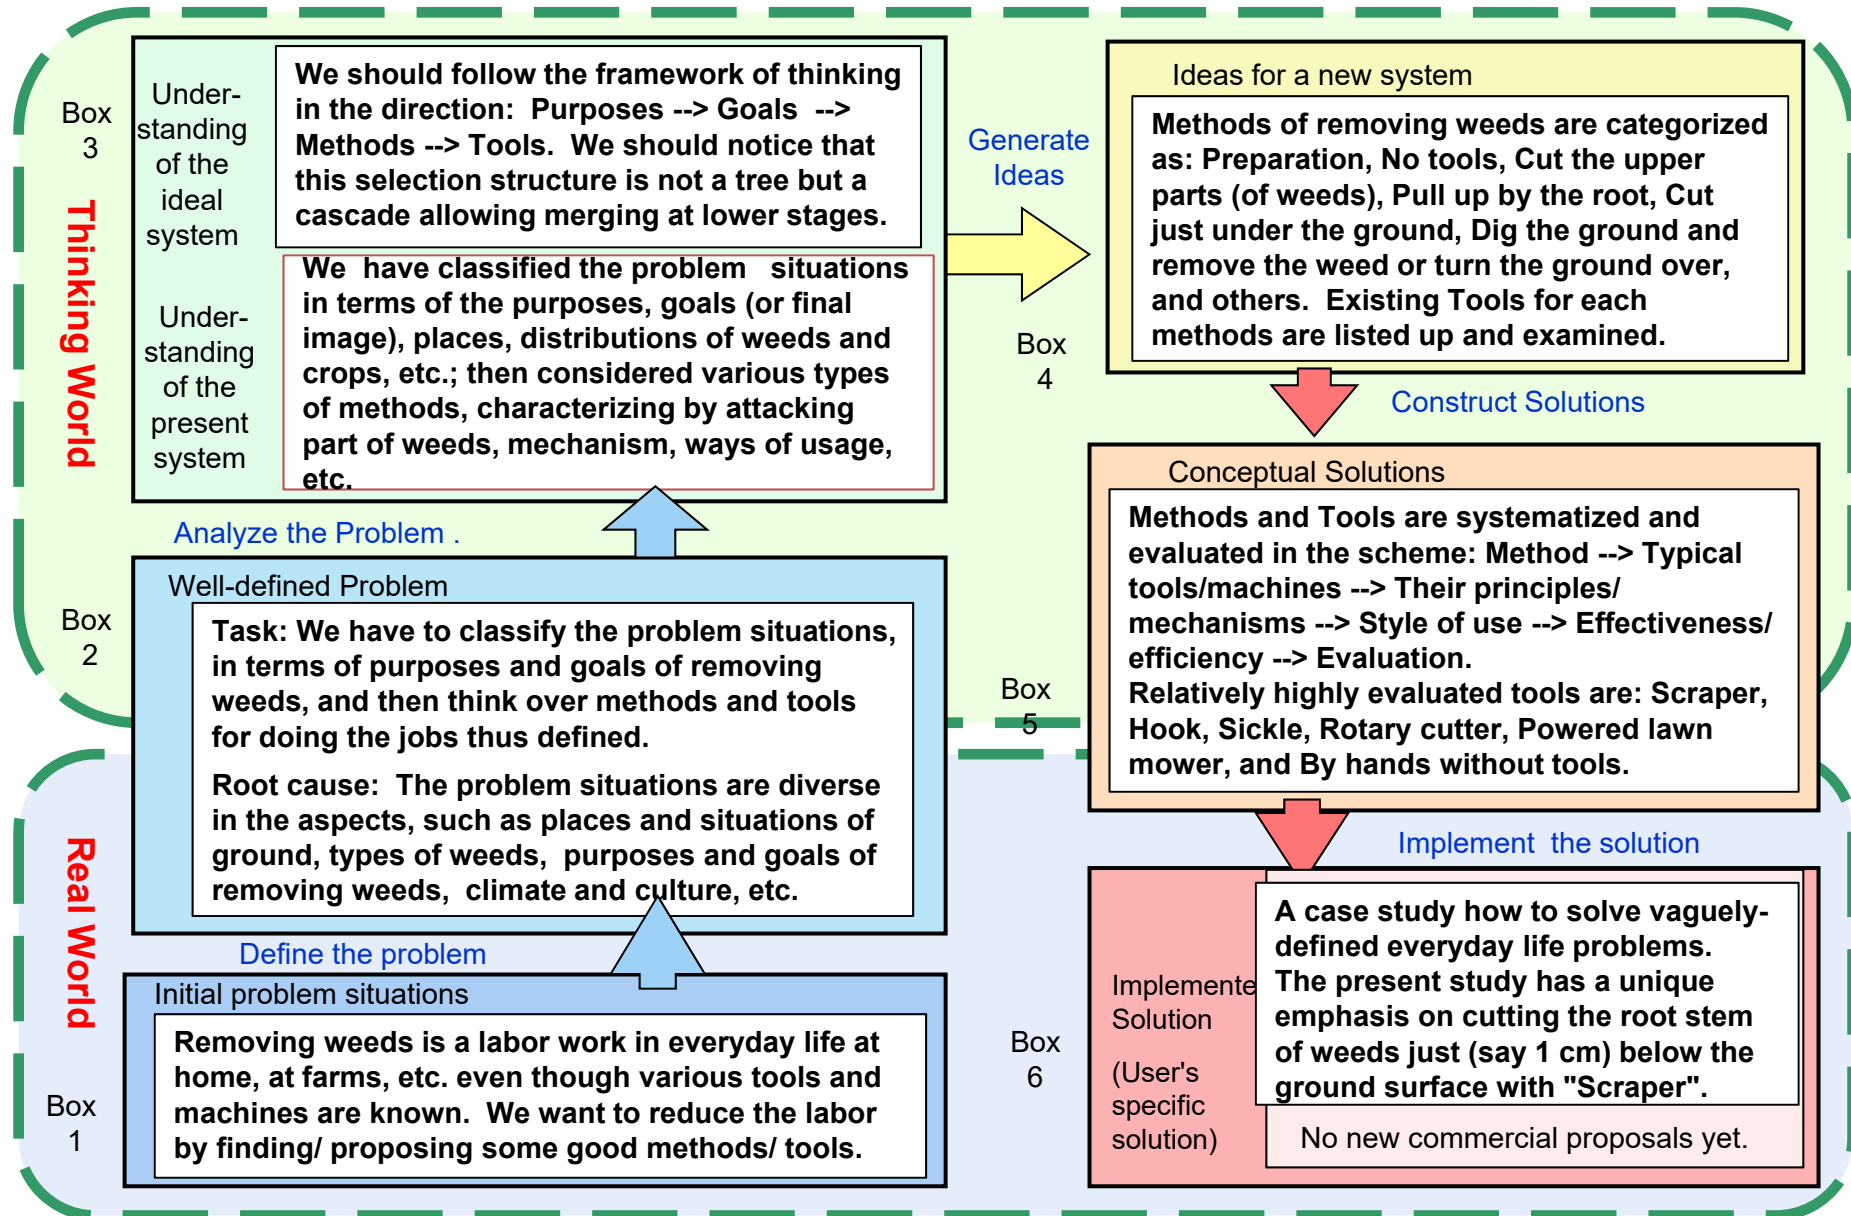 Box
3
Under-
standing
of the
ideal
system
We should follow the framework of thinking
in the direction:  Purposes --> Goals  -->
Methods --> Tools.  We should notice that
this selection structure is not a tree but a
cascade allowing merging at lower stages.
Under-
standing
of the
present
system
We  have classified the problem   situations
in terms of the purposes, goals (or final
image), places, distributions of weeds and
crops, etc.; then considered various types
of methods, characterizing by attacking
part of weeds, mechanism, ways of usage,
etc.
Thinking World
Generate
Ideas
Box
4
Ideas for a new system
Methods of removing weeds are categorized
as: Preparation, No tools, Cut the upper
parts (of weeds), Pull up by the root, Cut
just under the ground, Dig the ground and
remove the weed or turn the ground over,
and others.  Existing Tools for each
methods are listed up and examined.
Construct Solutions
Analyze the Problem .
Box
2
Well-defined Problem
Task: We have to classify the problem situations,
in terms of purposes and goals of removing
weeds, and then think over methods and tools
for doing the jobs thus defined.
Root cause:  The problem situations are diverse
in the aspects, such as places and situations of
ground, types of weeds,  purposes and goals of
removing weeds,  climate and culture, etc.
Box
5
Conceptual Solutions
Methods and Tools are systematized and
evaluated in the scheme: Method --> Typical
tools/machines --> Their principles/
mechanisms --> Style of use --> Effectiveness/
efficiency --> Evaluation.
Relatively highly evaluated tools are: Scraper,
Hook, Sickle, Rotary cutter, Powered lawn
mower, and By hands without tools.
Real World
Define the problem
Implement  the solution
Box
1
Initial problem situations
Removing weeds is a labor work in everyday life at
home, at farms, etc. even though various tools and
machines are known.  We want to reduce the labor
by finding/ proposing some good methods/ tools.
Box
6
Implemente
Solution
(User's
specific
solution)
A case study how to solve vaguely-
defined everyday life problems.
The present study has a unique
emphasis on cutting the root stem
of weeds just (say 1 cm) below the
ground surface with "Scraper".
No new commercial proposals yet.